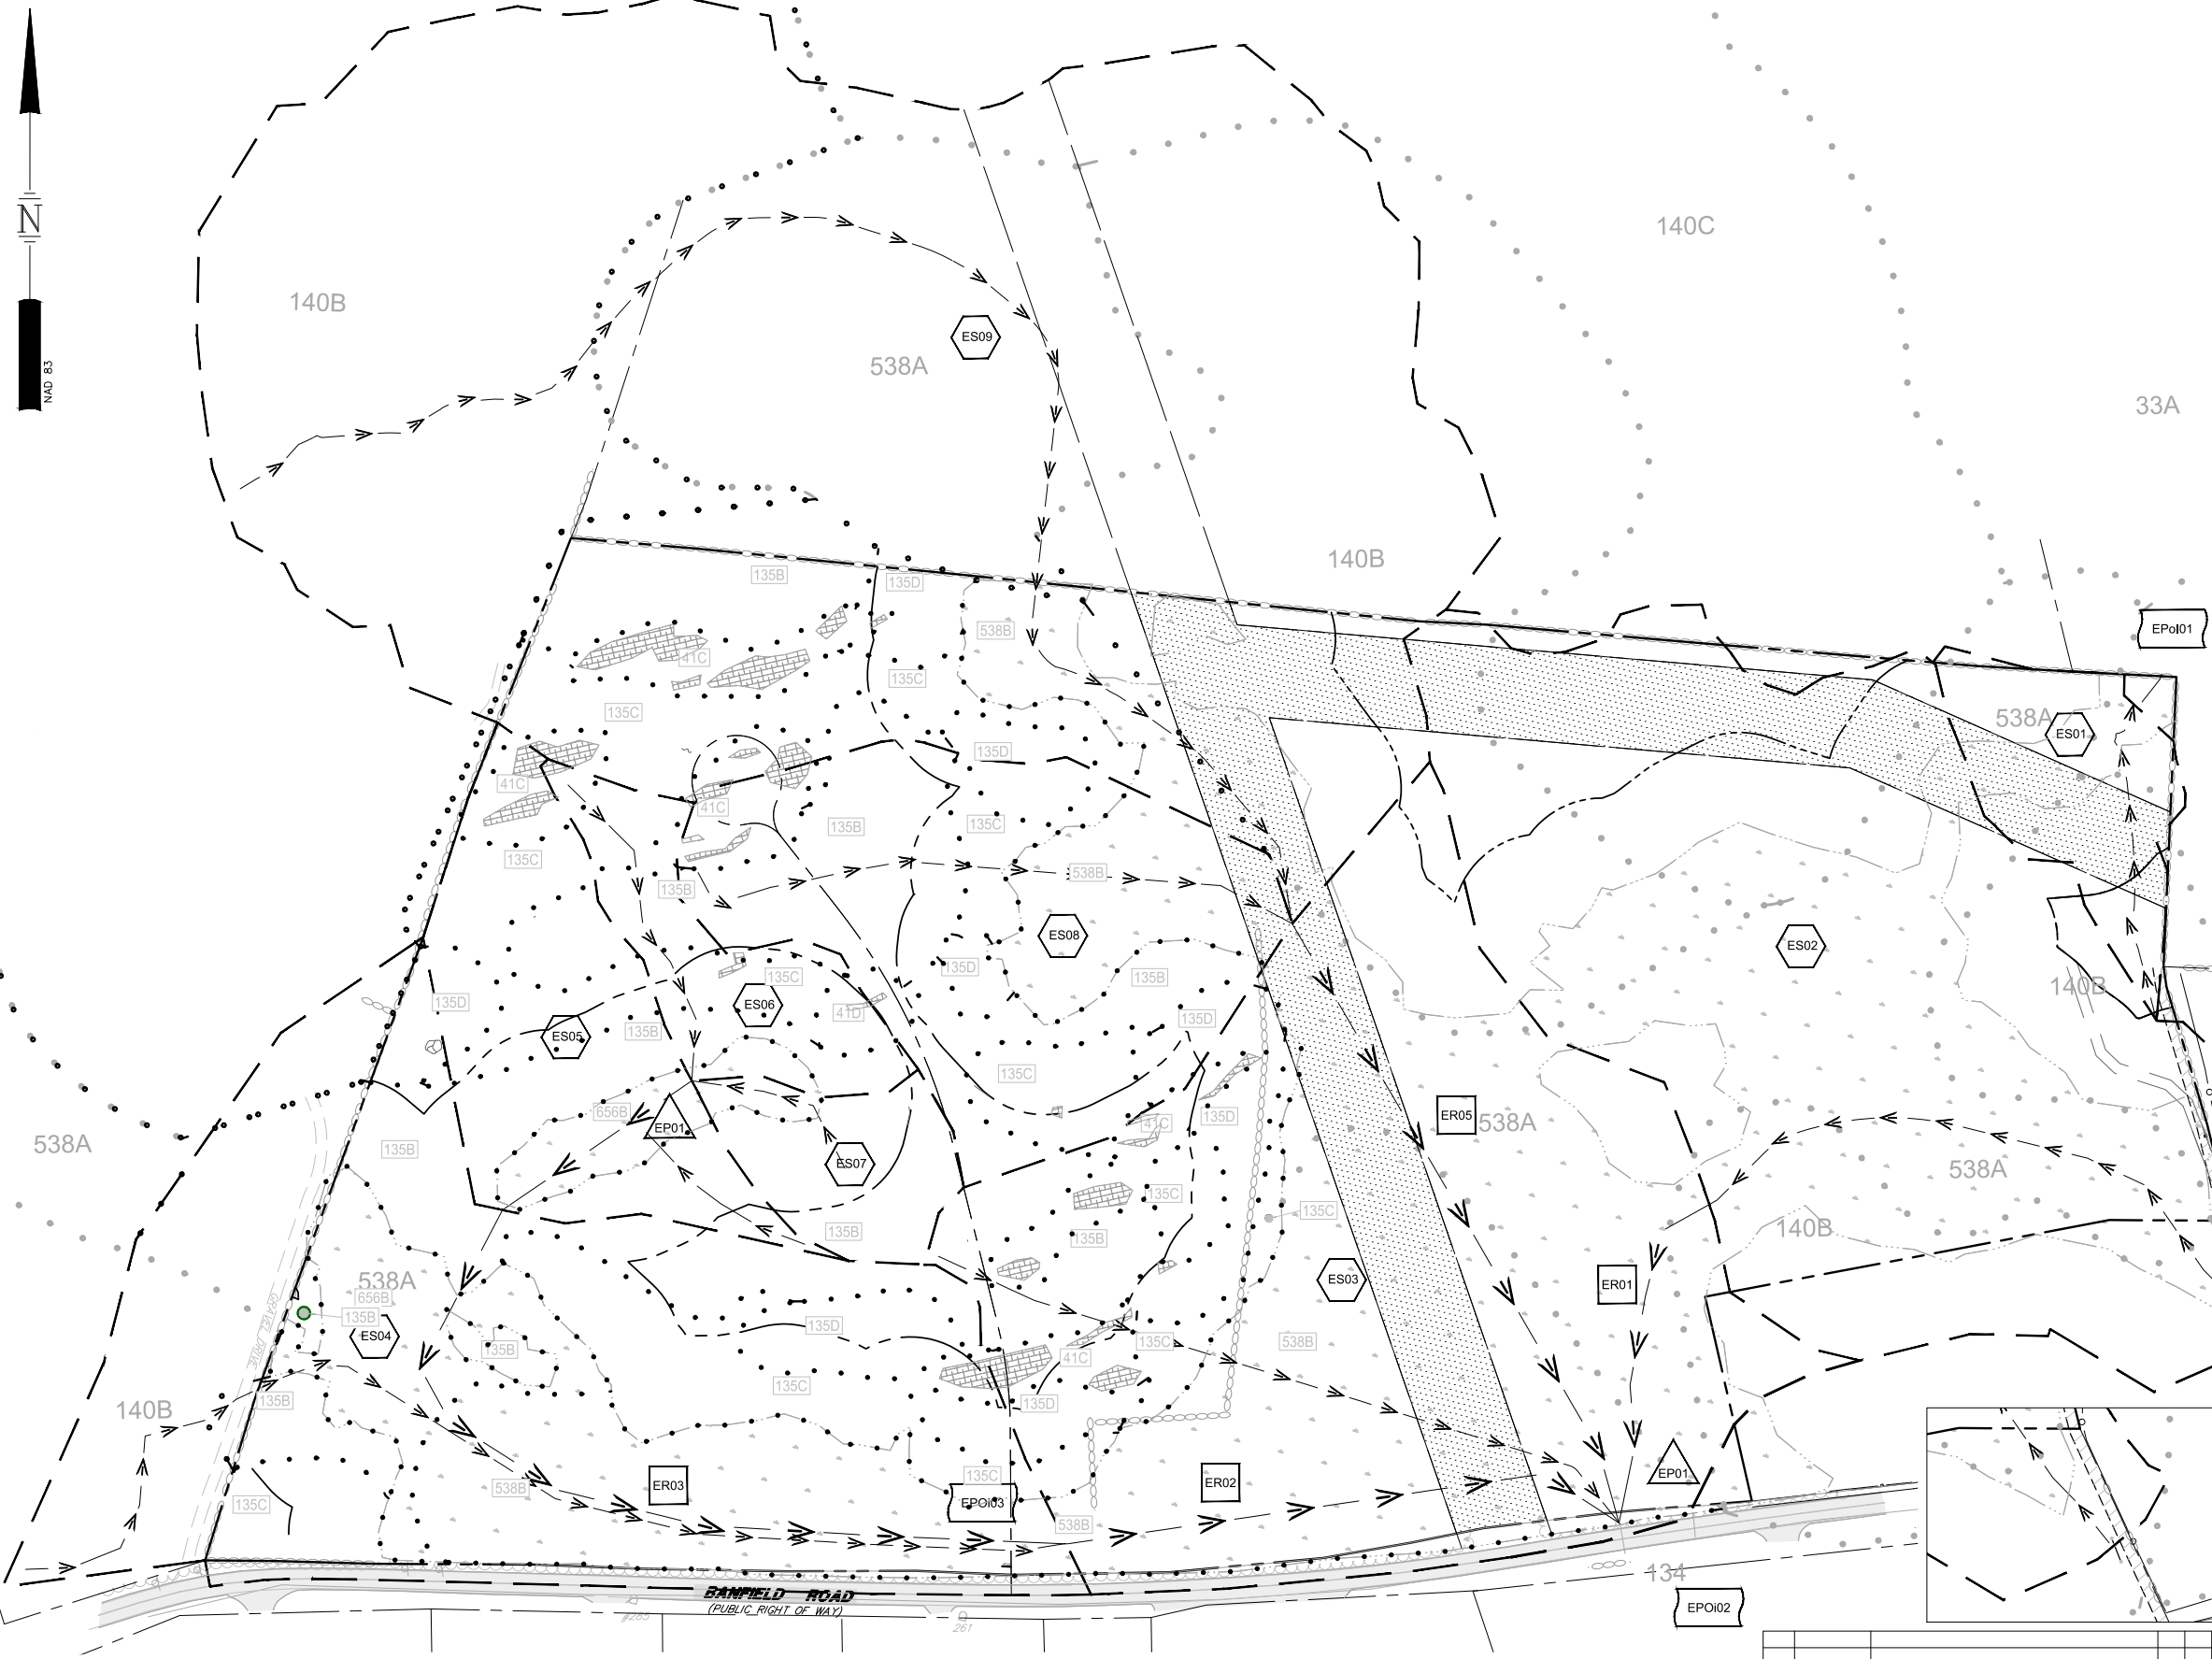 140C
N
140B
ES09
NAD 83
538A
33A
140B
135B
135D
EPoI01
538B
41C
135C
135C
538A
ES01
135D
41C
41C
135B
135C
135C
538B
135B
ES08
ES02
135D
135C
135B
140B
135D
ES06
41D
135D
ES05
135B
135C
656B
ER05
135D
41C
538A
EP01
538A
135B
ES07
538A
135C
135C
140B
135B
135B
538A
ES03
ER01
656B
135B
135D
ES04
135C
538B
135B
41C
135C
135B
135D
140B
GRAVEL DRIVE
EP01
135C
ER03
ER02
538B
135C
EPOi03
538B
134
BANFIELD ROAD
(PUBLIC RIGHT OF WAY)
EPOi02
#285
261